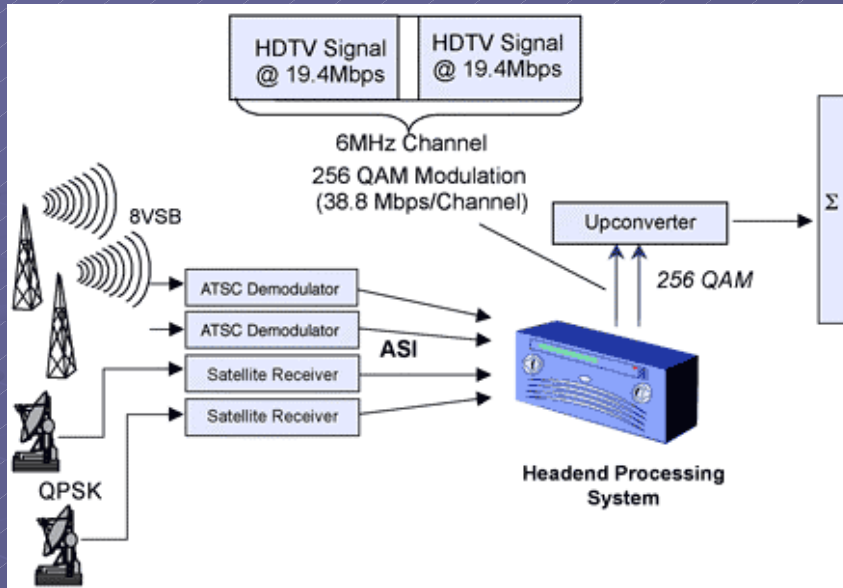 HDTV Signal
@ 19.4Mbps
HDTV Signal
@ 19.4Mbps
6MHz Channel
256 QAM Modulation
(38.8 Mbps/Channel)
8VSB
Upconverter
Σ
256 QAM
ATSC Demodulator
ATSC Demodulator
ASI
Satellite Receiver
Satellite Receiver
QPSK
Headend Processing
System